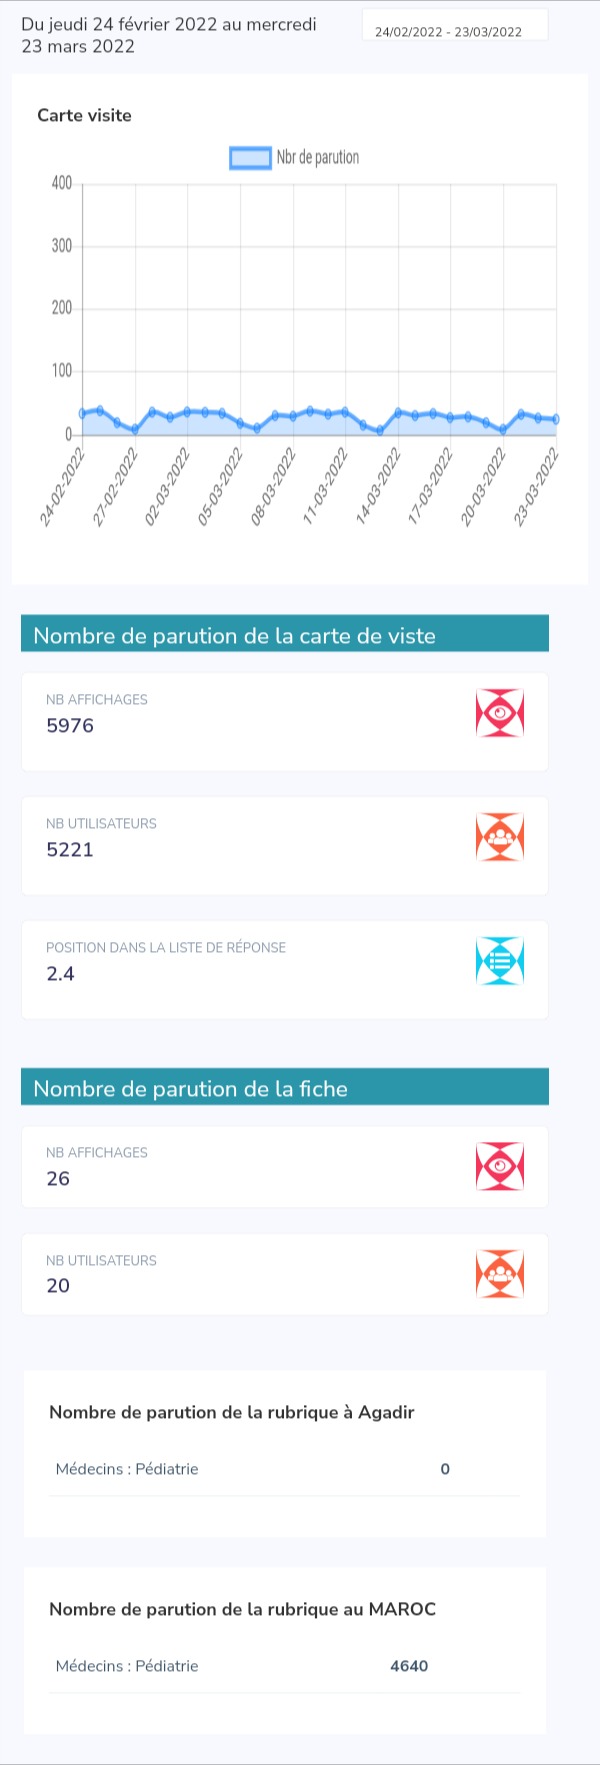 Du jeudi 24 février 2022 au mercredi
23 mars 2022
24/02/2022 - 23/03/2022
Carte visite
Nbr de parution
400
300
200
100
0
24-02-2022
27-02-2022
02-03-2022
05-03-2022
08-03-2022
11-03-2022
14-03-2022
17-03-2022
20-03-2022
23-03-2022
Nombre de parution de la carte de viste
NB AFFICHAGES
5976
NB UTILISATEURS
5221
POSITION DANS LA LISTE DE RÉPONSE
2.4
Nombre de parution de la fiche
NB AFFICHAGES
26
NB UTILISATEURS
20
Nombre de parution de la rubrique à Agadir
Médecins : Pédiatrie 0
Nombre de parution de la rubrique au MAROC
Médecins : Pédiatrie 4640